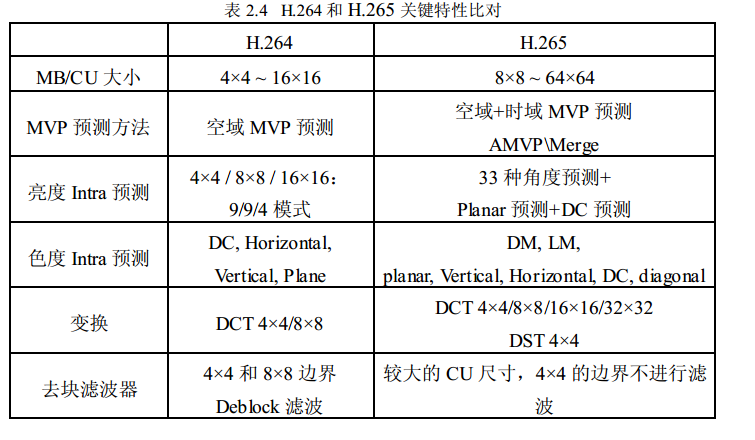 表 2.4 H.264 和 H.265 关键特性比对
H.264 H.265
MB/CU 大小 4×4 ~ 16×16 8×8 ~ 64×64
MVP 预测方法 空域 MVP 预测 空域+时域 MVP 预测
AMVP\Merge
亮度 Intra 预测 4×4 / 8×8 / 16×16：
9/9/4 模式
33 种角度预测+
Planar 预测+DC 预测
色度 Intra 预测 DC, Horizontal,
Vertical, Plane
DM, LM,
planar, Vertical, Horizontal, DC, diagonal
变换 DCT 4×4/8×8 DCT 4×4/8×8/16×16/32×32
DST 4×4
去块滤波器 4×4 和 8×8 边界
Deblock 滤波
较大的 CU 尺寸，4×4 的边界不进行滤
波